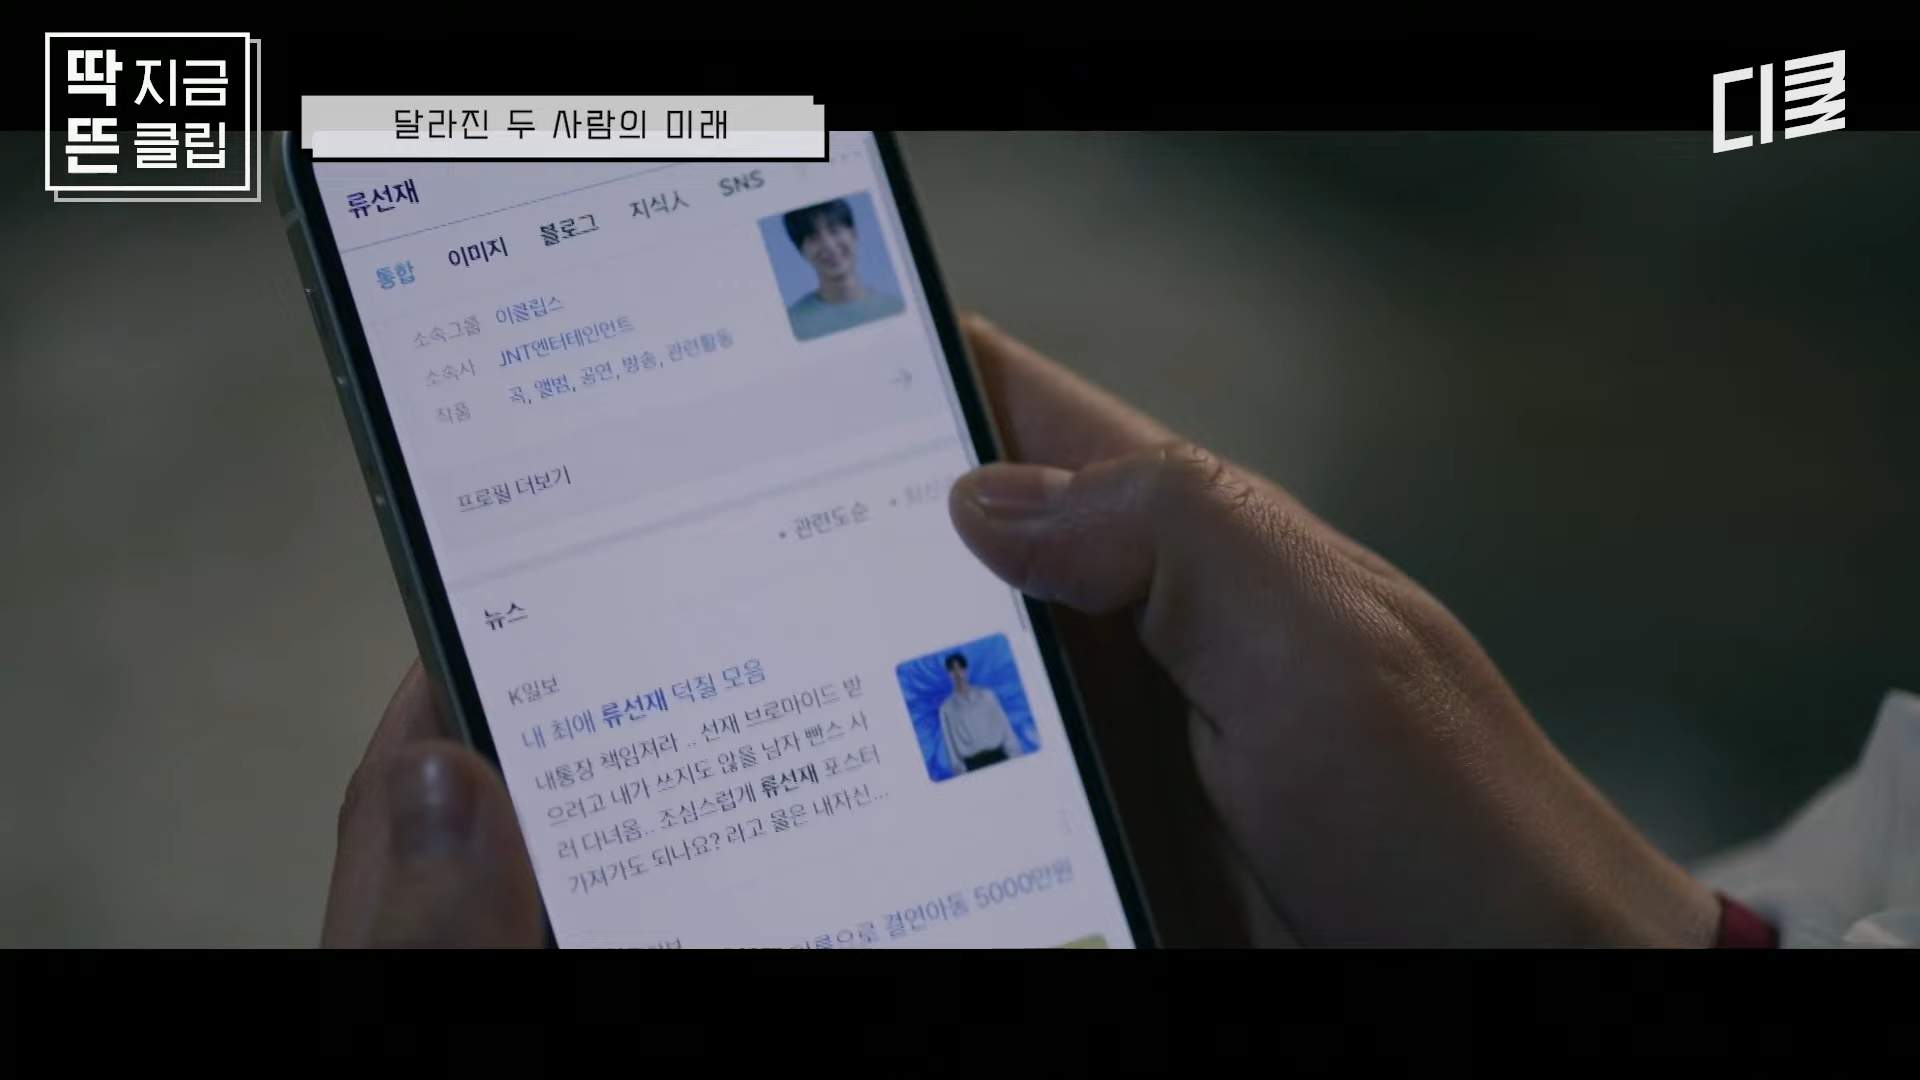 딱 지금
뜬 클립
달라진 두 사람의 미래
디클
류선재
통합 이미지 블로그 지식人 SNS
소속그룹 이클립스
소속사 JNT엔터테인먼트
작품 곡, 앨범, 공연, 방송, 관련활동
프로필 더보기
• 관련도순
뉴스
K일보
내 최애 류선재 덕질 모음
내통장 책임져라 .. 선재 브로마이드 받
으려고 내가 쓰지도 않을 남자 빤스 사
러 다녀옴.. 조심스럽게 류선재 포스터
가져가도 되나요? 라고 물은 내자신...
이름으로 결연아동 5000만원